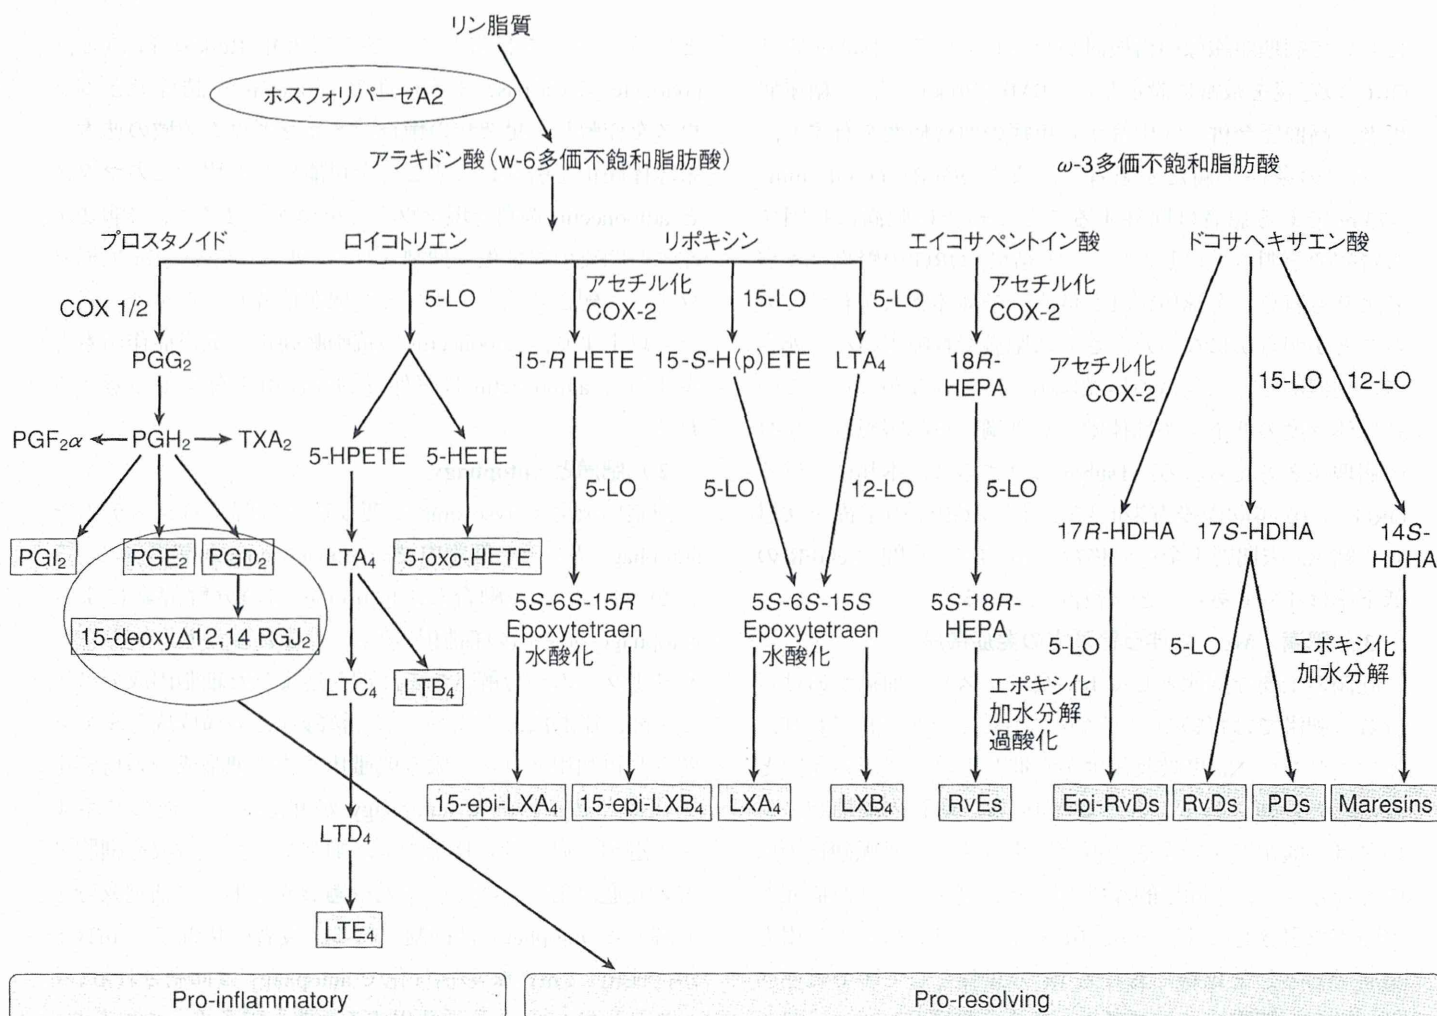 リン脂質
ホスフォリパーゼA2
アラキドン酸（w-6多価不飽和脂肪酸）
ω-3多価不飽和脂肪酸
プロスタノイド
ロイコトリエン
リポキシン
エイコサペントイン酸
ドコサヘキサエン酸
COX 1/2
5-LO
アセチル化
COX-2
15-LO
5-LO
アセチル化
COX-2
アセチル化
COX-2
15-LO
12-LO
PGG2
15-R HETE
15-S-H(p)ETE
LTA4
18R-
HEPA
PGF2α
PGH2
TXA2
5-HPETE
5-HETE
5-LO
5-LO
12-LO
5-LO
17R-HDHA
17S-HDHA
14S-
HDHA
PGI2
PGE2
PGD2
LTA4
5-oxo-HETE
15-deoxyΔ12,14 PGJ2
5S-6S-15R
Epoxytetraen
水酸化
5S-6S-15S
Epoxytetraen
水酸化
5S-18R-
HEPA
5-LO
5-LO
エポキシ化
加水分解
LTC4
LTB4
エポキシ化
加水分解
過酸化
15-epi-LXA4
15-epi-LXB4
LXA4
LXB4
RvEs
Epi-RvDs
RvDs
PDs
Maresins
LTD4
LTE4
Pro-inflammatory
Pro-resolving